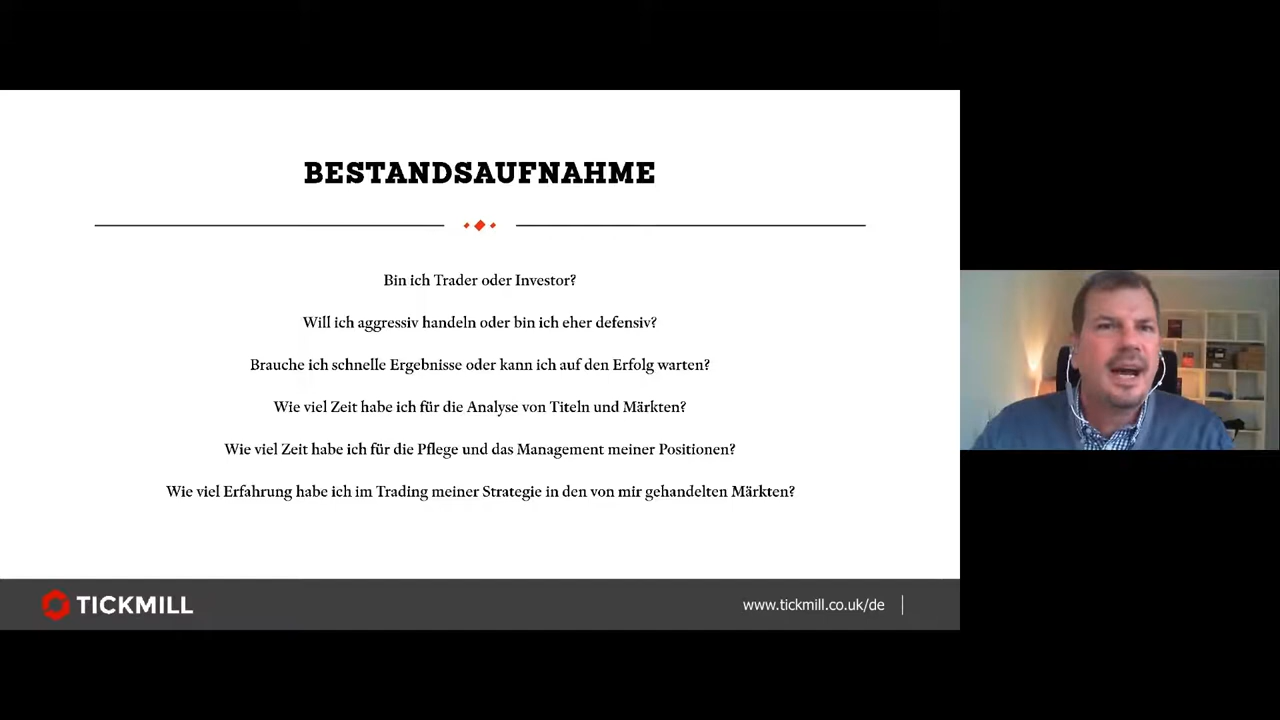 BESTANDSAUFNAHME
Bin ich Trader oder Investor?
Will ich aggressiv handeln oder bin ich eher defensiv?
Brauche ich schnelle Ergebnisse oder kann ich auf den Erfolg warten?
Wie viel Zeit habe ich für die Analyse von Titeln und Märkten?
Wie viel Zeit habe ich für die Pflege und das Management meiner Positionen?
Wie viel Erfahrung habe ich im Trading meiner Strategie in den von mir gehandelten Märkten?
TICKMILL
www.tickmill.co.uk/de